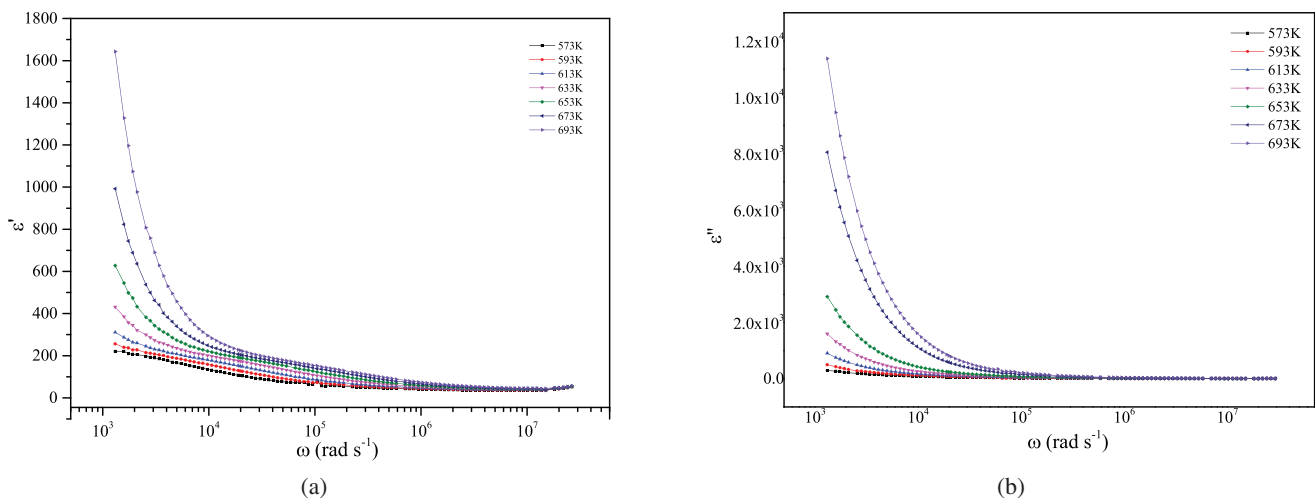 1800
1600
1400
1200
1000
800
600
400
200
0
ε'
10³ 10⁴ 10⁵ 10⁶ 10⁷
ω (rad s⁻¹)
573K
593K
613K
633K
653K
673K
693K
(a)
1.2x10⁴
1.0x10⁴
8.0x10³
6.0x10³
4.0x10³
2.0x10³
0.0
ε"
10³ 10⁴ 10⁵ 10⁶ 10⁷
ω (rad s⁻¹)
573K
593K
613K
633K
653K
673K
693K
(b)